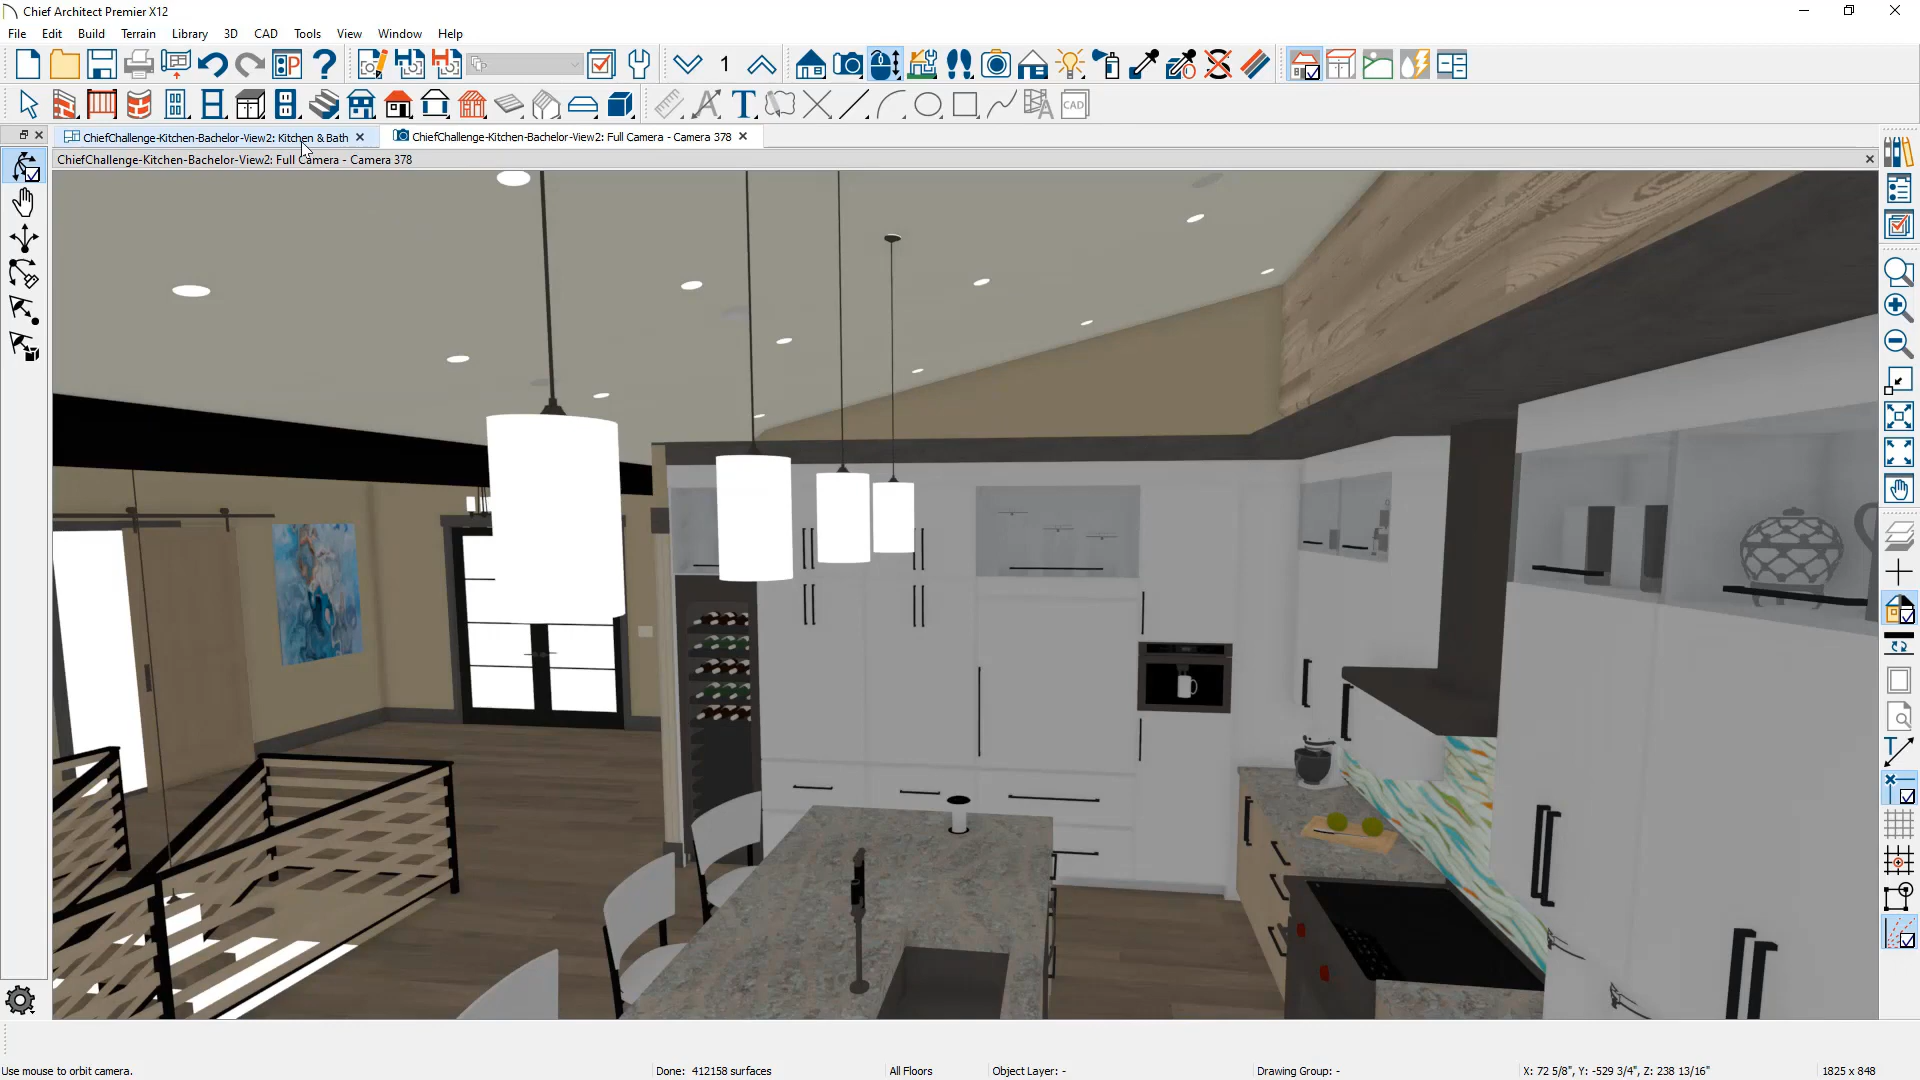 Chief Architect Premier X12
File Edit Build Terrain Library 3D CAD Tools View Window Help
1
CAD
ChiefChallenge-Kitchen-Bachelor-View2: Kitchen & Bath
ChiefChallenge-Kitchen-Bachelor-View2: Full Camera - Camera 378
ChiefChallenge-Kitchen-Bachelor-View2: Full Camera - Camera 378
Use mouse to orbit camera.
Done: 412158 surfaces
All Floors
Object Layer: -
Drawing Group: -
X: 72 5/8", Y: -529 3/4", Z: 238 13/16"
1825 x 848